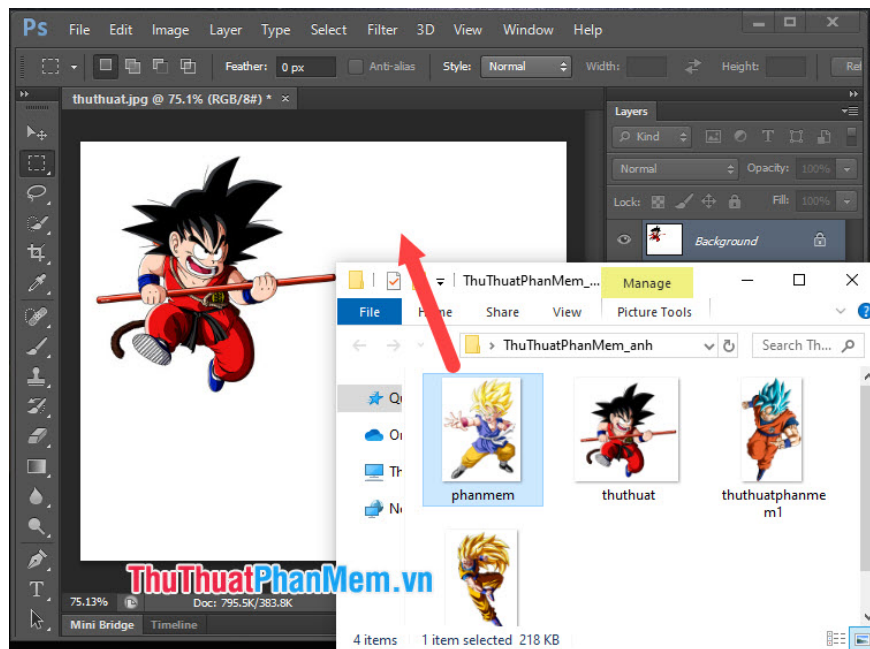 Ps File Edit Image Layer Type Select Filter 3D View Window Help
Feather: 0 px Anti-alias Style: Normal Width: Height:
thuthuat.jpg @ 75.1% (RGB/8#) * ×
Layers
Kind
Normal Opacity: 100%
Lock: Fill: 100%
Background
ThuThuatPhanMem_... Manage
File Share View Picture Tools
ThuThuatPhanMem_anh Search Th...
phanmem thuthuat thuthuatphanme
m1
ThuThuatPhanMem.vn
75.13% Doc: 795.5K/383.8K
Mini Bridge Timeline
4 items 1 item selected 218 KB